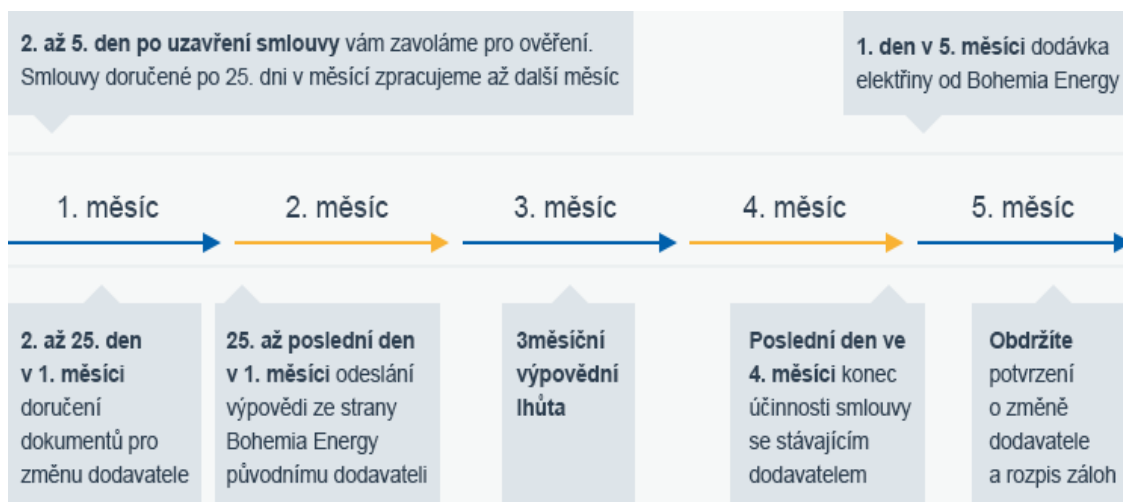 2. až 5. den po uzavření smlouvy vám zavoláme pro ověření.
Smlouvy doručené po 25. dni v měsící zpracujeme až další měsíc
1. den v 5. měsíci dodávka
elektřiny od Bohemia Energy
1. měsíc
2. měsíc
3. měsíc
4. měsíc
5. měsíc
2. až 25. den
v 1. měsíci
doručení
dokumentů pro
změnu dodavatele
25. až poslední den
v 1. měsíci odeslání
výpovědi ze strany
Bohemia Energy
původnímu dodavateli
3měsíční
výpovědní
lhůta
Poslední den ve
4. měsíci konec
účinnosti smlouvy
se stávajícím
dodavatelem
Obdržíte
potvrzení
o změně
dodavatele
a rozpis záloh